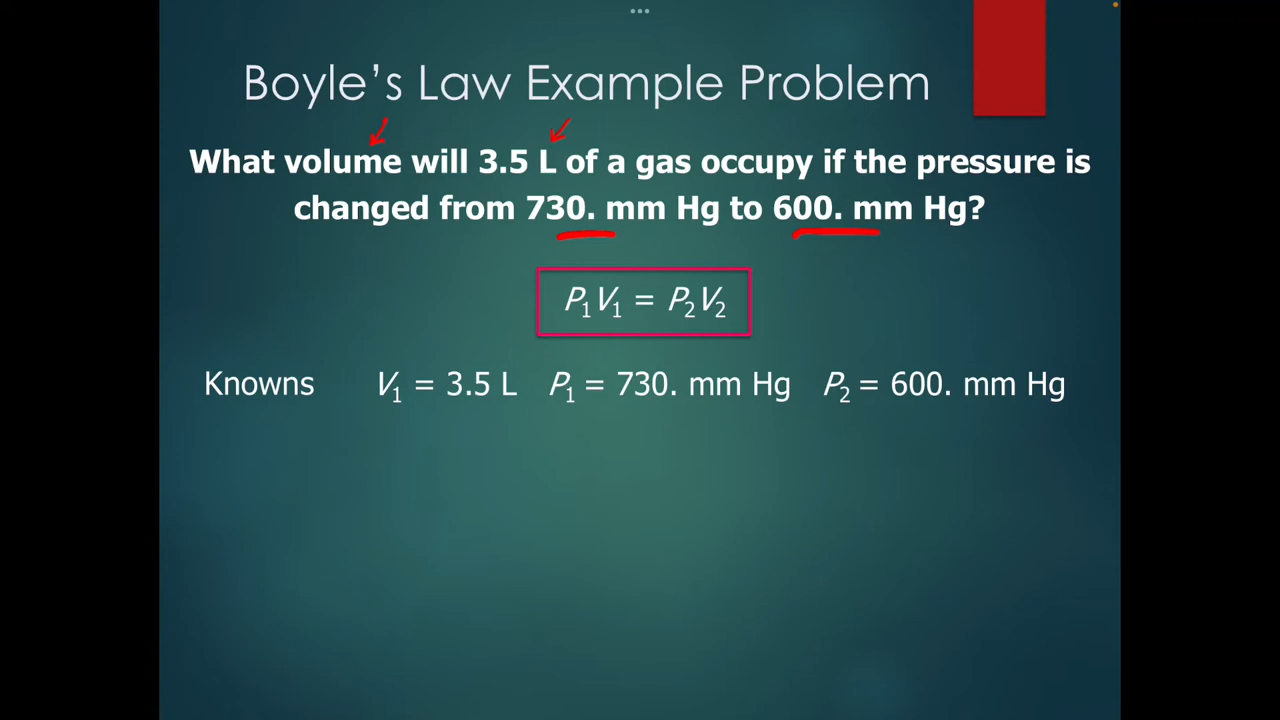 Boyle’s Law Example Problem
What volume will 3.5 L of a gas occupy if the pressure is
changed from 730. mm Hg to 600. mm Hg?
P₁V₁ = P₂V₂
Knowns V₁ = 3.5 L P₁ = 730. mm Hg P₂ = 600. mm Hg